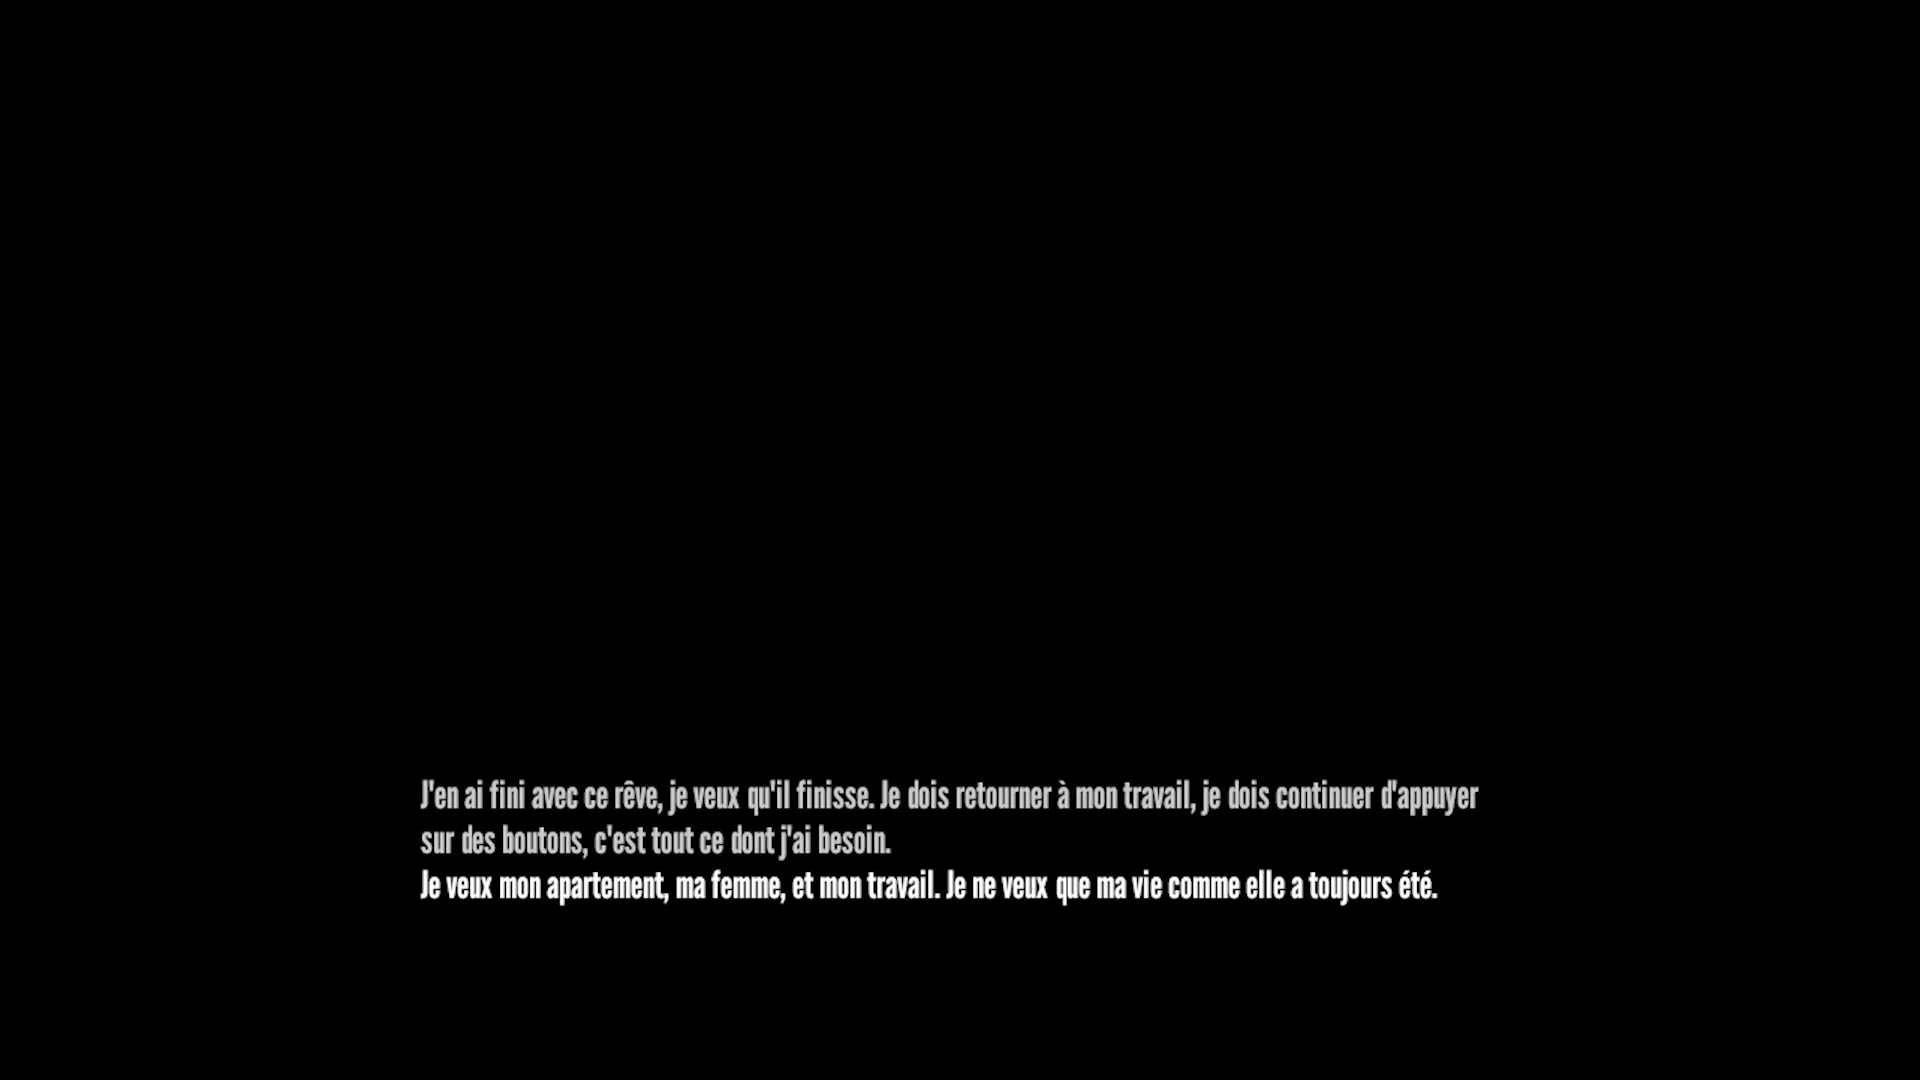 J'en ai fini avec ce rêve, je veux qu'il finisse. Je dois retourner à mon travail, je dois continuer d'appuyer
sur des boutons, c'est tout ce dont j'ai besoin.
Je veux mon apartement, ma femme, et mon travail. Je ne veux que ma vie comme elle a toujours été.